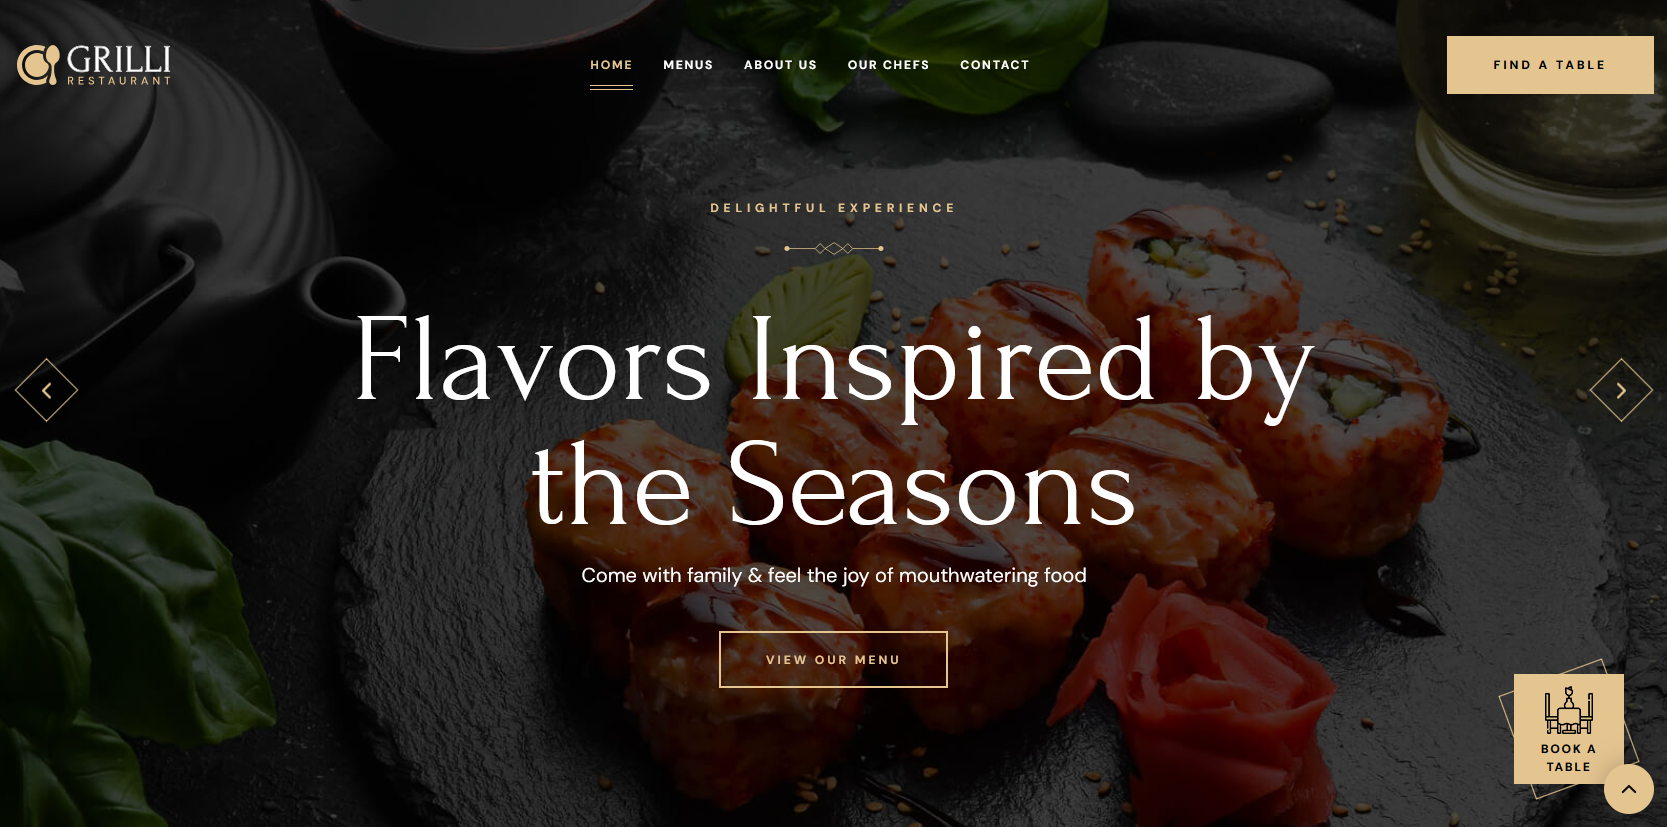 GRILLI
RESTAURANT
HOME
MENUS
ABOUT US
OUR CHEFS
CONTACT
FIND A TABLE
DELIGHTFUL EXPERIENCE
Flavors Inspired by
the Seasons
Come with family & feel the joy of mouthwatering food
VIEW OUR MENU
BOOK A
TABLE